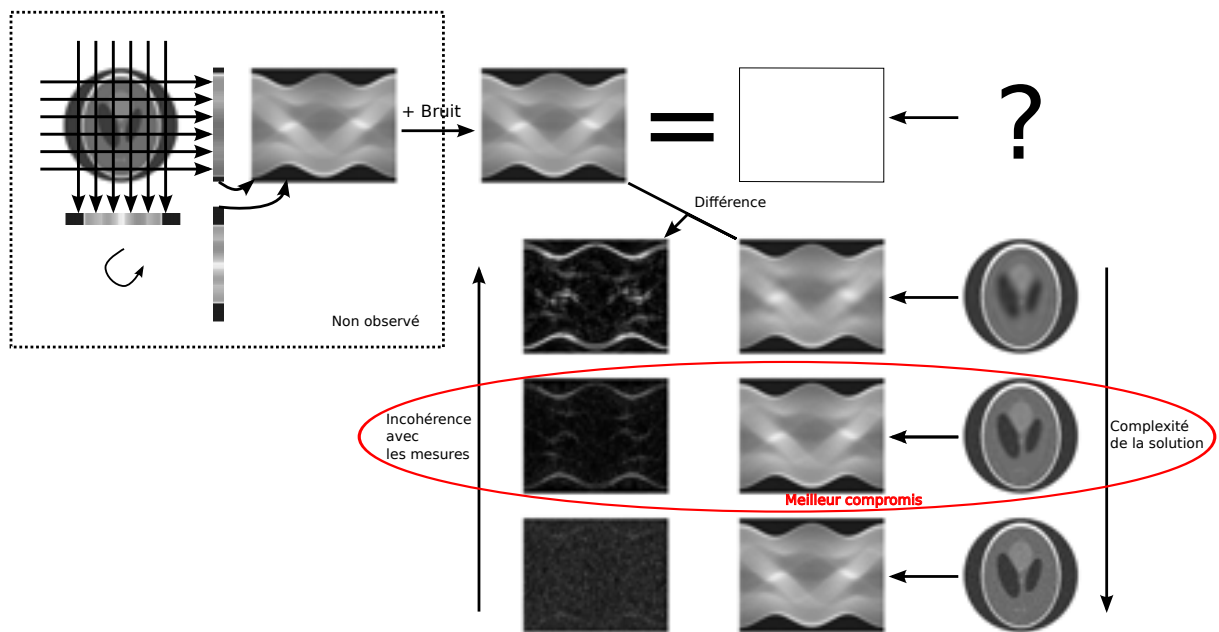 + Bruit
=
?
Différence
Non observé
Incohérence
avec
les mesures
Complexité
de la solution
Meilleur compromis